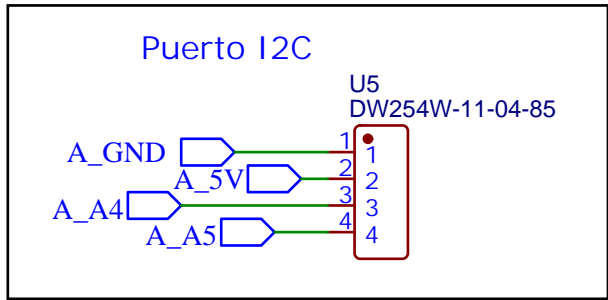 Puerto I2C
U5
DW254W-11-04-85
A_GND 1 1
A_5V 2 2
A_A4 3 3
A_A5 4 4